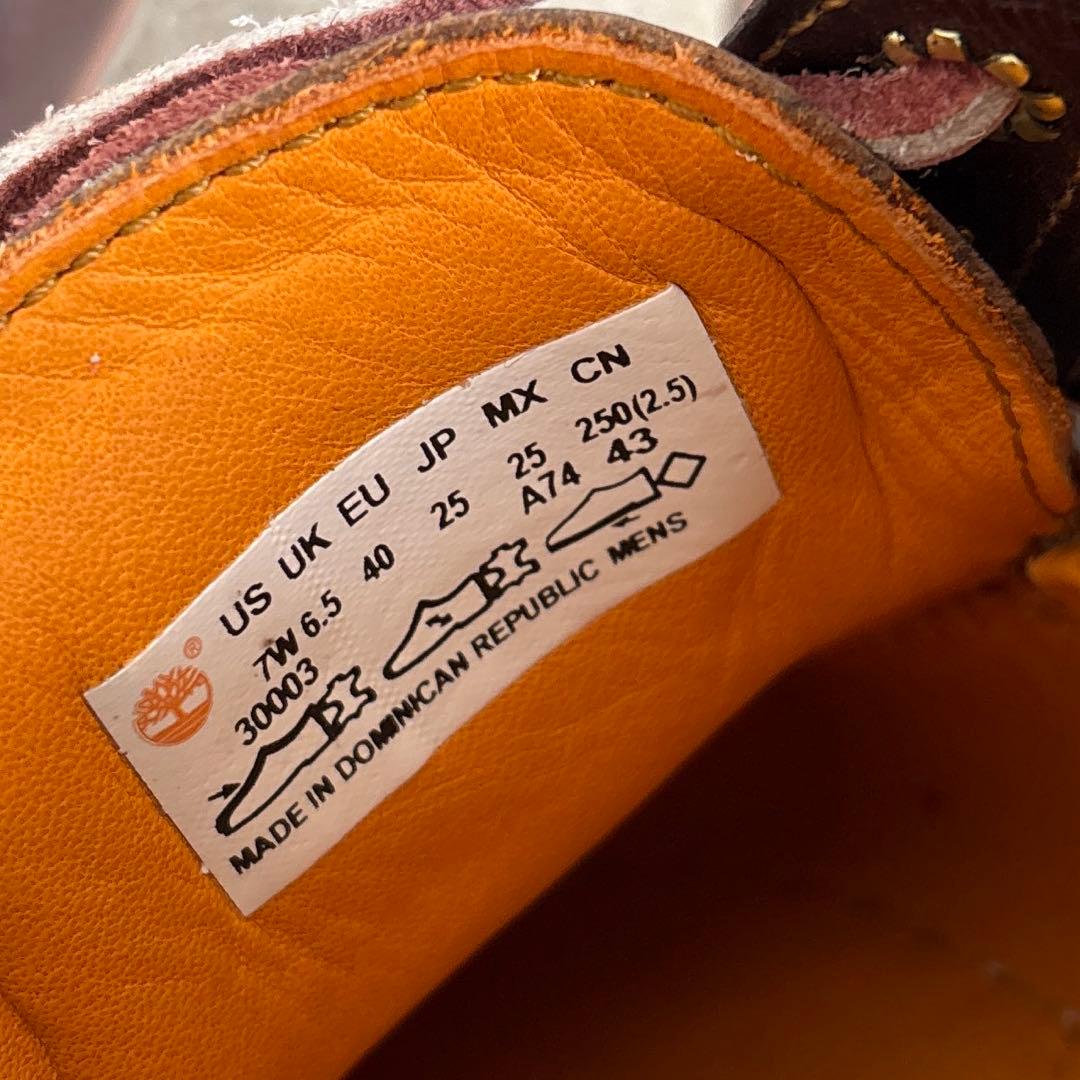 US UK EU JP MX CN
7W 6.5 40 25 25 250(2.5)
30003 A74 43
MADE IN DOMINICAN REPUBLIC MENS
®